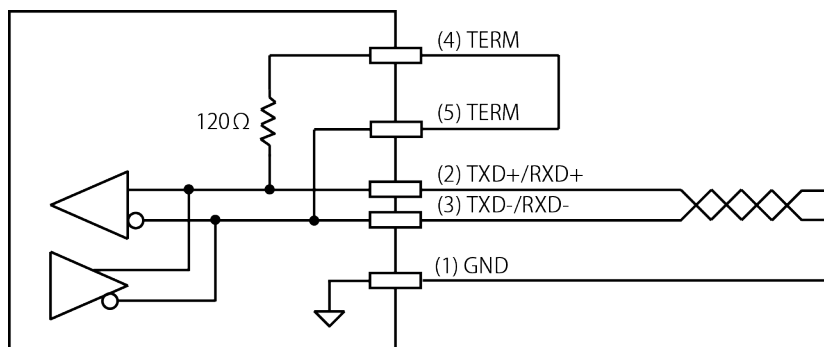 (4) TERM
120Ω
(5) TERM
(2) TXD+/RXD+
(3) TXD-/RXD-
(1) GND